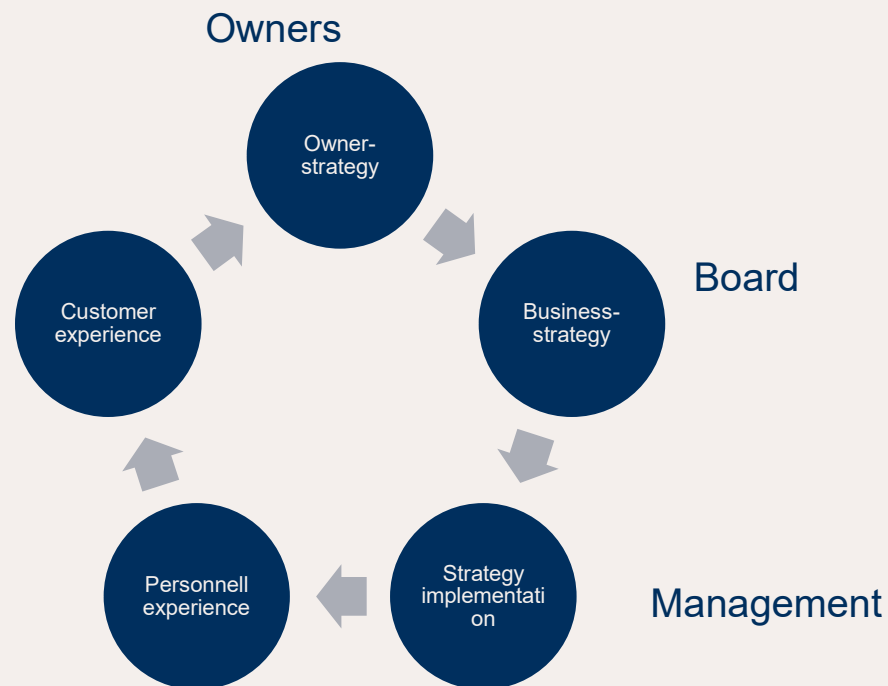 Owners
Owner-
strategy
Board
Business-
strategy
Customer
experience
Management
Strategy
implementati
on
Personnell
experience